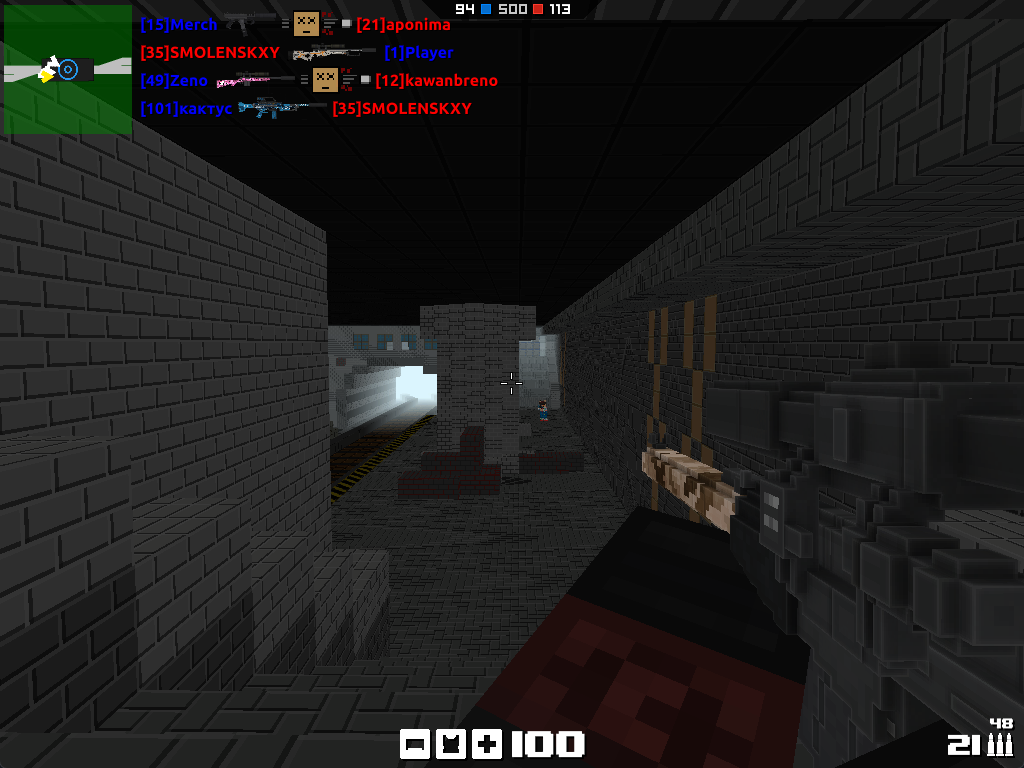 94 500 113
[15]Merch [21]aponima
[35]SMOLENSKXY [1]Player
[49]Zeno [12]kawanbreno
[101]кактус [35]SMOLENSKXY
48
100 21